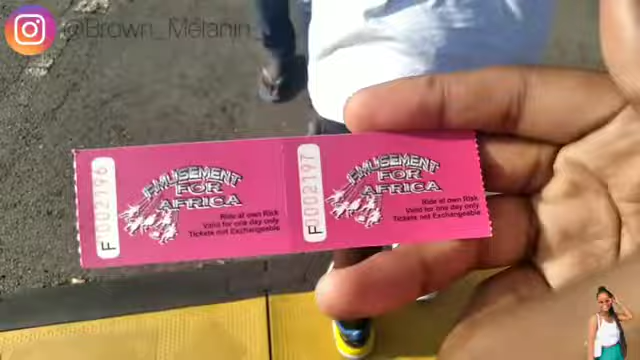 @Brown_Melanin
F0002196
AMUSEMENT
FOR
AFRICA
Ride at own Risk
Valid for one day only
Tickets not Exchangeable
F0002197
AMUSEMENT
FOR
AFRICA
Ride at own Risk
Valid for one day only
Tickets not Exchangeable